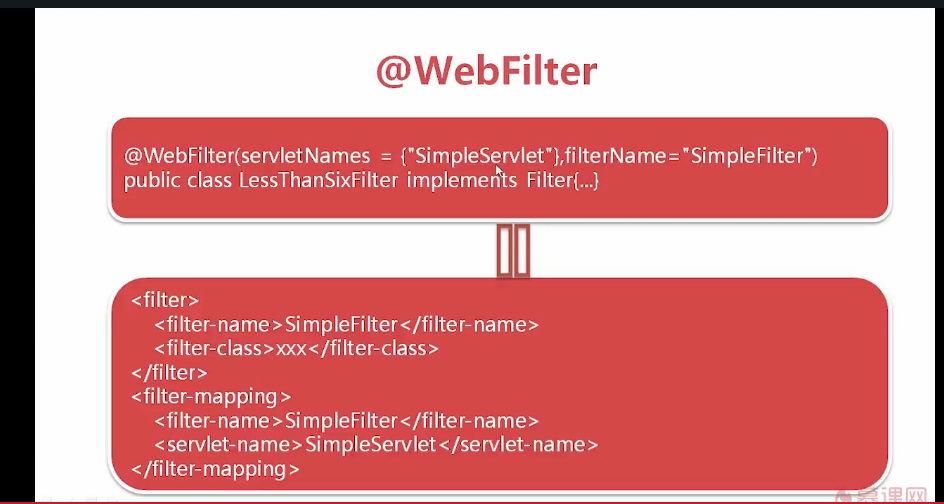 @WebFilter
@WebFilter(servletNames = {"SimpleServlet"},filterName="SimpleFilter")
public class LessThanSixFilter implements Filter{...}
<filter>
<filter-name>SimpleFilter</filter-name>
<filter-class>xxx</filter-class>
</filter>
<filter-mapping>
<filter-name>SimpleFilter</filter-name>
<servlet-name>SimpleServlet</servlet-name>
</filter-mapping>
慕课网